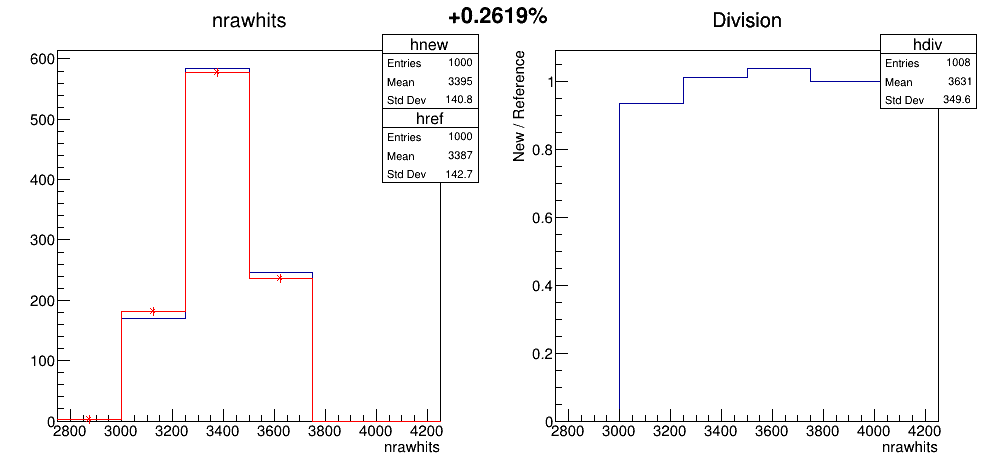 +0.2619%
nrawhits
hnew
Entries 1000
Mean 3395
Std Dev 140.8
href
Entries 1000
Mean 3387
Std Dev 142.7
600
500
400
300
200
100
0
2800 3000 3200 3400 3600 3800 4000 4200
nrawhits
Division
hdiv
Entries 1008
Mean 3631
Std Dev 349.6
New / Reference
1
0.8
0.6
0.4
0.2
0
2800 3000 3200 3400 3600 3800 4000 4200
nrawhits